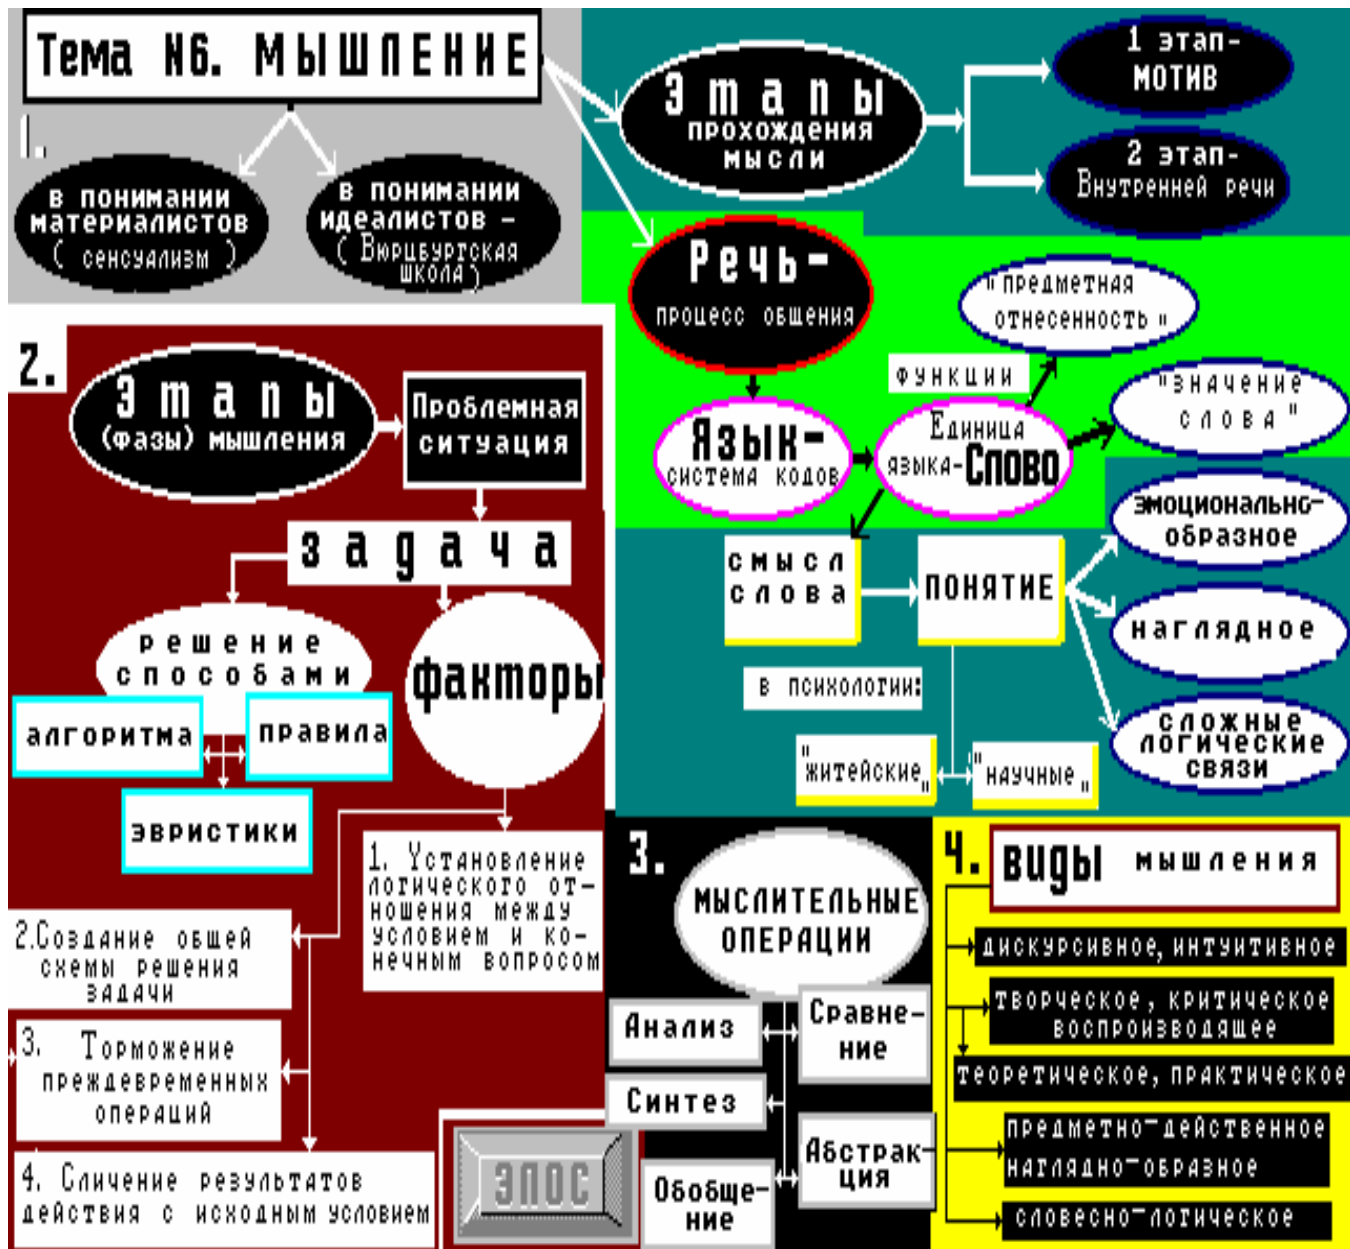 Тема N6. МЫШЛЕНИЕ
1.
в понимании
материалистов
( сенсуализм )
в понимании
идеалистов -
( Вюрцбургская
школа)
Этапы
прохождения
мысли
1 этап-
МОТИВ
2 этап-
Внутренней речи
Речь-
процесс общения
Язык-
система кодов
Единица
языка-Слово
функции
"предметная
отнесенность"
"значение
слова"
смысл
слова
понятие
эмоционально-
образное
наглядное
сложные
логические
связи
в психологии:
"житейские"
"научные"
2.
Этапы
(фазы) мышления
Проблемная
ситуация
задача
решение
способами
алгоритма
правила
эвристики
факторы
1. Установление
логического от-
ношения между
условием и ко-
нечным вопросом
2.Создание общей
схемы решения
задачи
3. Торможение
преждевременных
операций
4. Сличение результатов
действия с исходным условием
ЭПОС
3.
МЫСЛИТЕЛЬНЫЕ
ОПЕРАЦИИ
Анализ
Сравне-
ние
Синтез
Абстрак-
ция
Обобще-
ние
4. виды мышления
дискурсивное, интуитивное
творческое, критическое
воспроизводящее
теоретическое, практическое
предметно-действенное
наглядно-образное
словесно-логическое